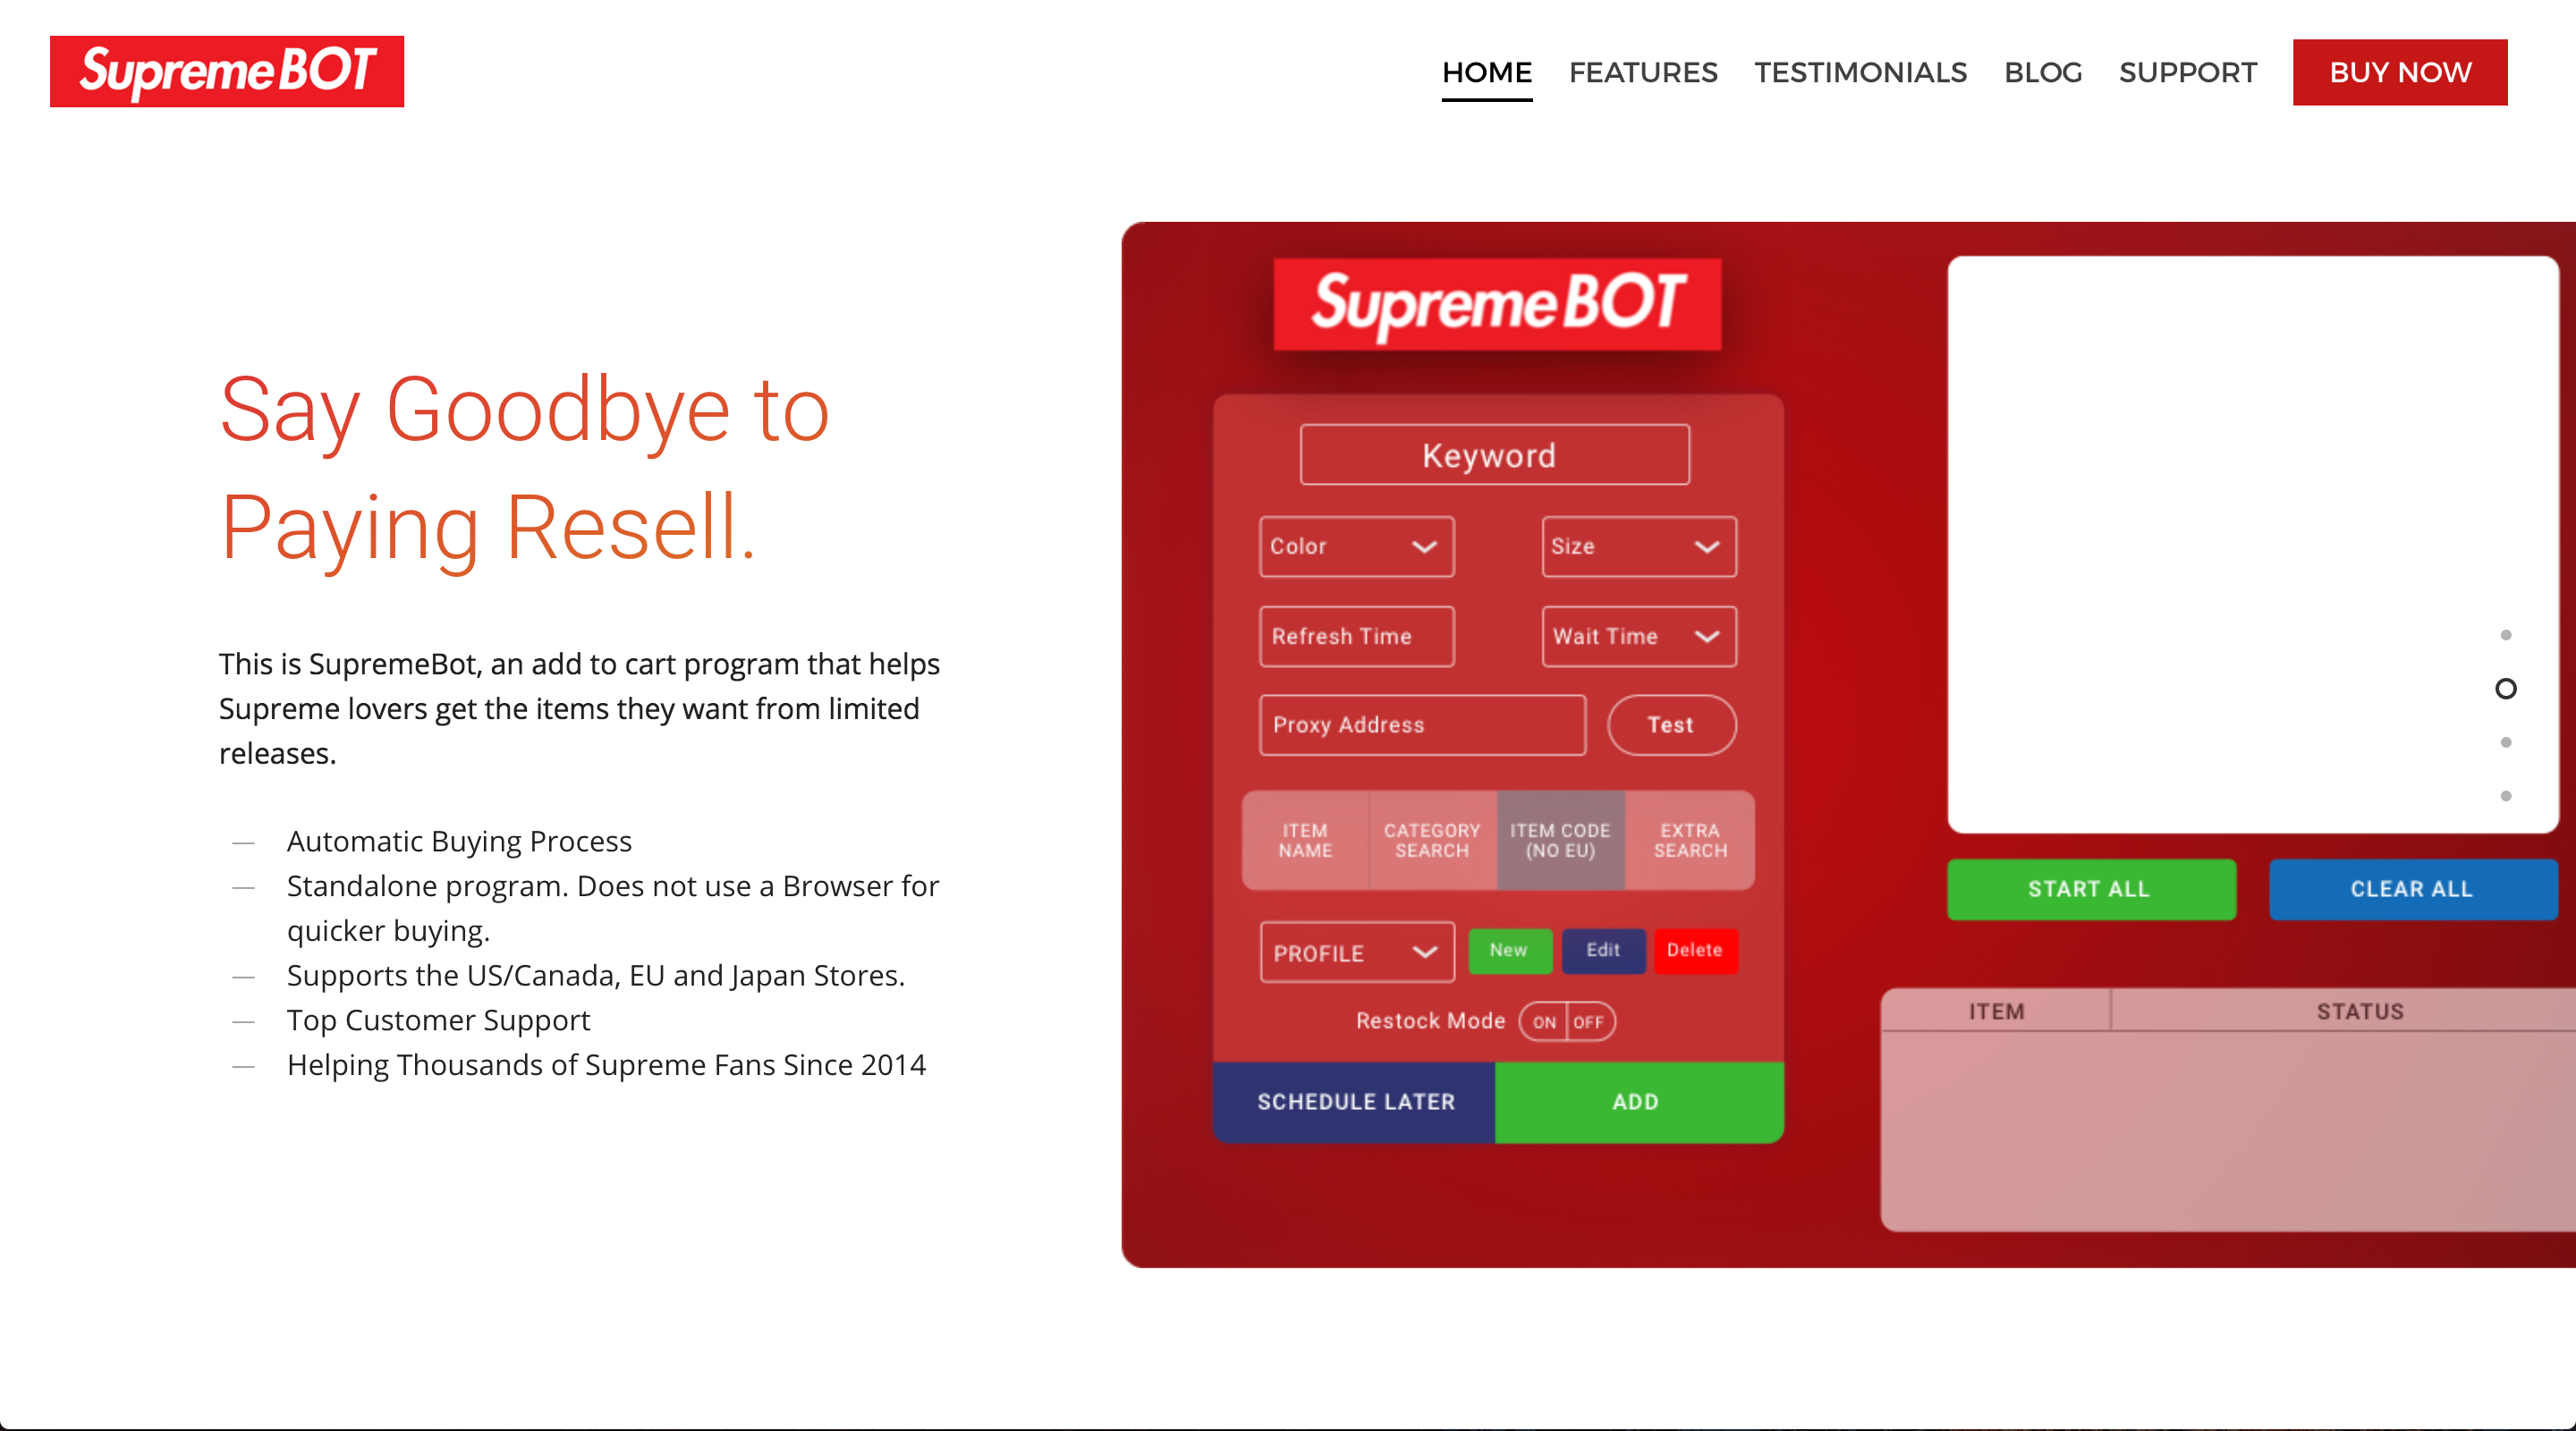 SupremeBOT
HOME FEATURES TESTIMONIALS BLOG SUPPORT BUY NOW
Say Goodbye to
Paying Resell.
This is SupremeBot, an add to cart program that helps
Supreme lovers get the items they want from limited
releases.
— Automatic Buying Process
— Standalone program. Does not use a Browser for
quicker buying.
— Supports the US/Canada, EU and Japan Stores.
— Top Customer Support
— Helping Thousands of Supreme Fans Since 2014
SupremeBOT
Keyword
Color Size
Refresh Time Wait Time
Proxy Address Test
ITEM NAME CATEGORY SEARCH ITEM CODE (NO EU) EXTRA SEARCH
PROFILE New Edit Delete
Restock Mode ON OFF
SCHEDULE LATER ADD
START ALL CLEAR ALL
ITEM STATUS